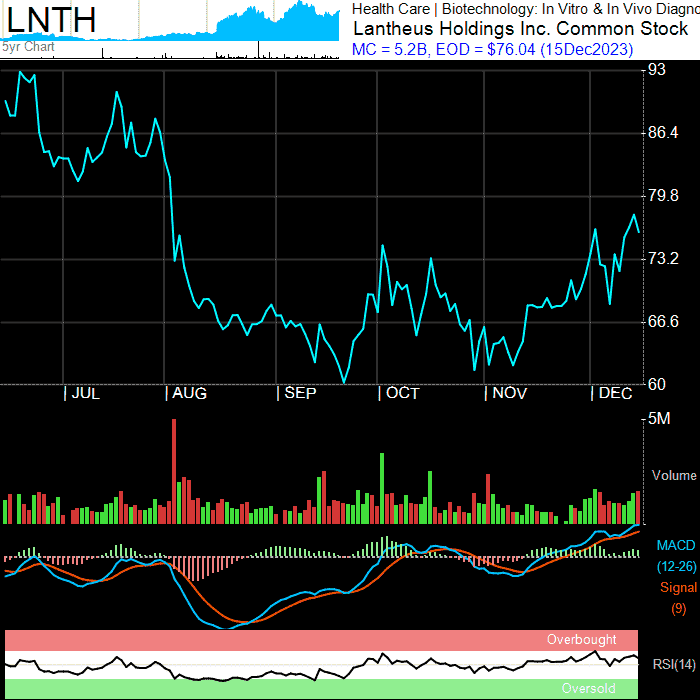 LNTH
5yr Chart
Health Care | Biotechnology: In Vitro & In Vivo Diagno
Lantheus Holdings Inc. Common Stock
MC = 5.2B, EOD = $76.04 (15Dec2023)
93
86.4
79.8
73.2
66.6
60
| JUL | AUG | SEP | OCT | NOV | DEC
5M
Volume
MACD
(12-26)
Signal
(9)
Overbought
RSI(14)
Oversold